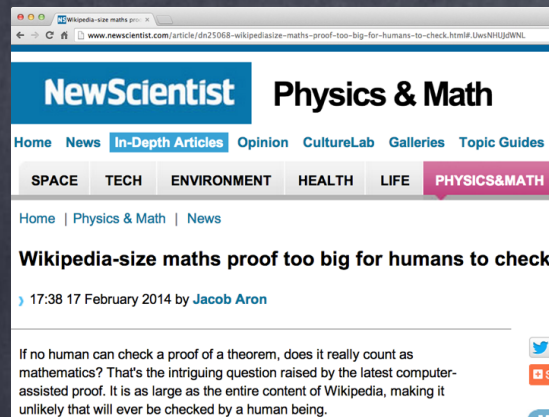 Wikipedia-size maths proo
www.newscientist.com/article/dn25068-wikipediasize-maths-proof-too-big-for-humans-to-check.html#.UwsNHUJdWNL
NewScientist Physics & Math
Home News In-Depth Articles Opinion CultureLab Galleries Topic Guides
SPACE TECH ENVIRONMENT HEALTH LIFE PHYSICS&MATH
Home | Physics & Math | News
Wikipedia-size maths proof too big for humans to check
17:38 17 February 2014 by Jacob Aron
If no human can check a proof of a theorem, does it really count as
mathematics? That's the intriguing question raised by the latest computer-
assisted proof. It is as large as the entire content of Wikipedia, making it
unlikely that will ever be checked by a human being.